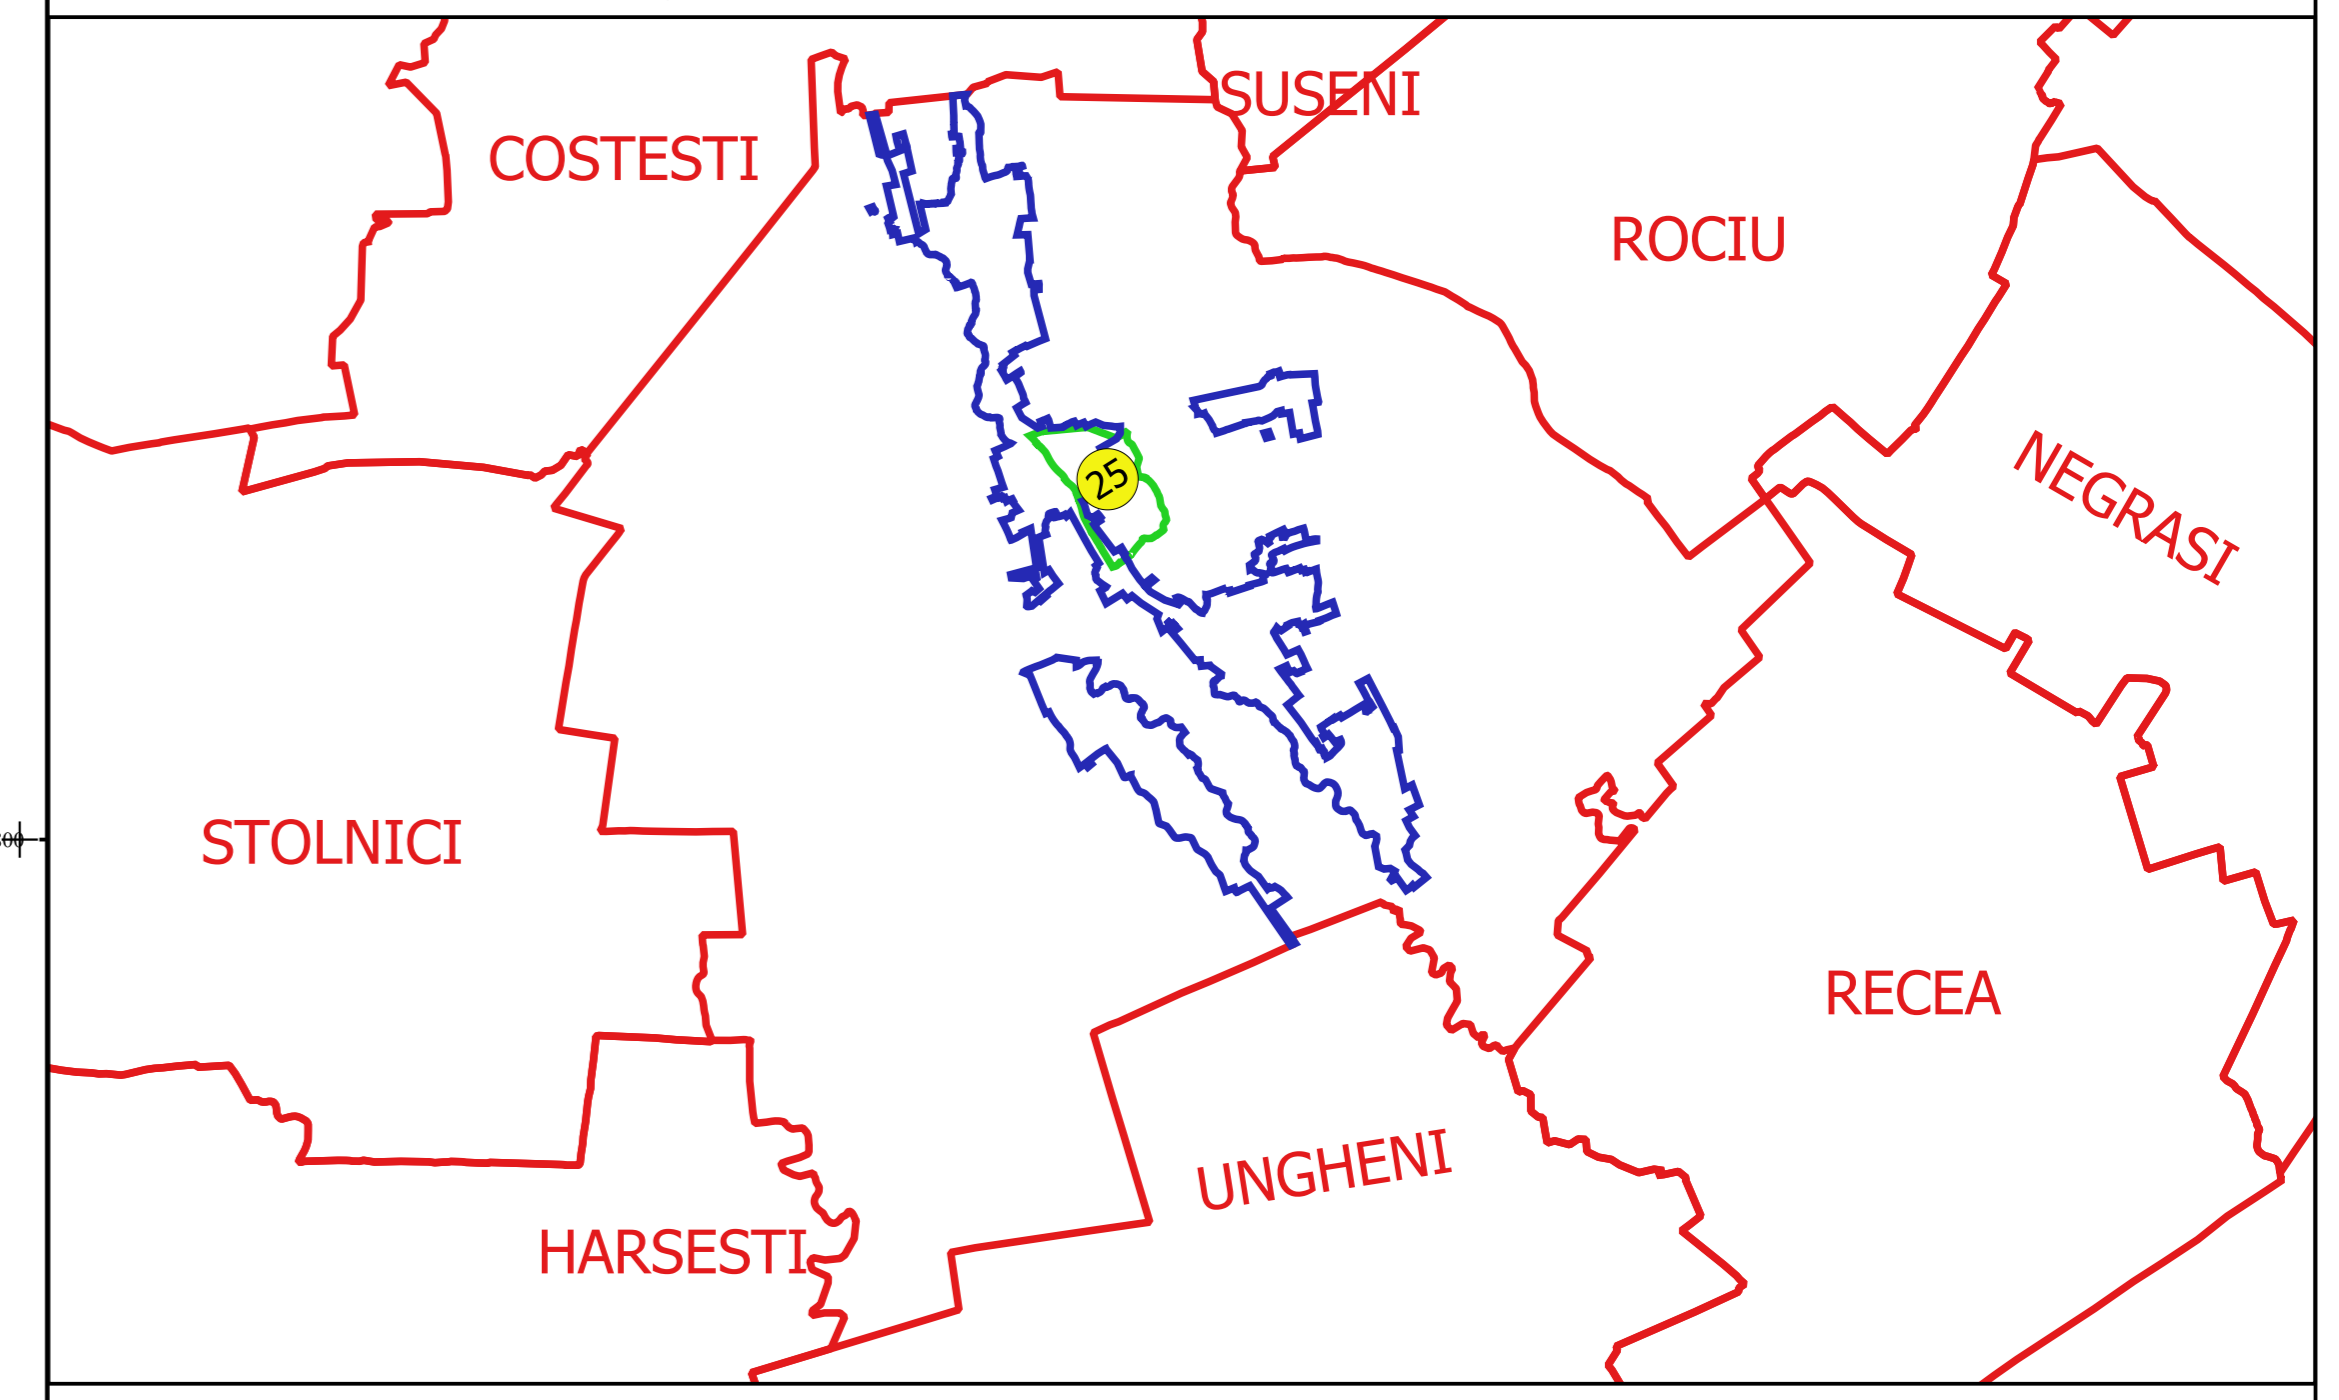 SUSENI
COSTESTI
ROCIU
25
NEGRASI
STOLNICI
RECEA
UNGHENI
HARSESTI